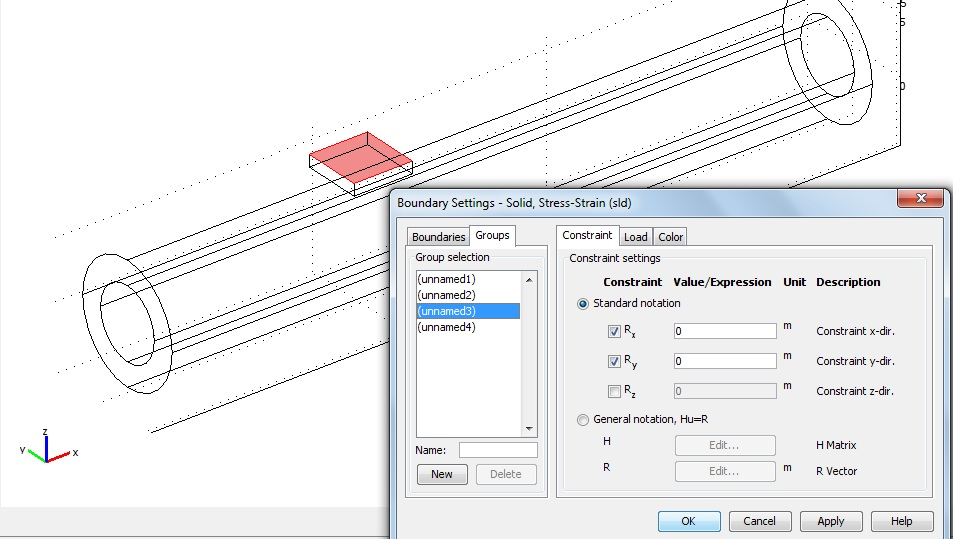 5
0
z
y
x
Boundary Settings - Solid, Stress-Strain (sld)
Boundaries Groups
Group selection
(unnamed1)
(unnamed2)
(unnamed3)
(unnamed4)
Name:
New Delete
Constraint Load Color
Constraint settings
Constraint Value/Expression Unit Description
Standard notation
Rx 0 m Constraint x-dir.
Ry 0 m Constraint y-dir.
Rz 0 m Constraint z-dir.
General notation, Hu=R
H Edit... H Matrix
R Edit... m R Vector
OK Cancel Apply Help